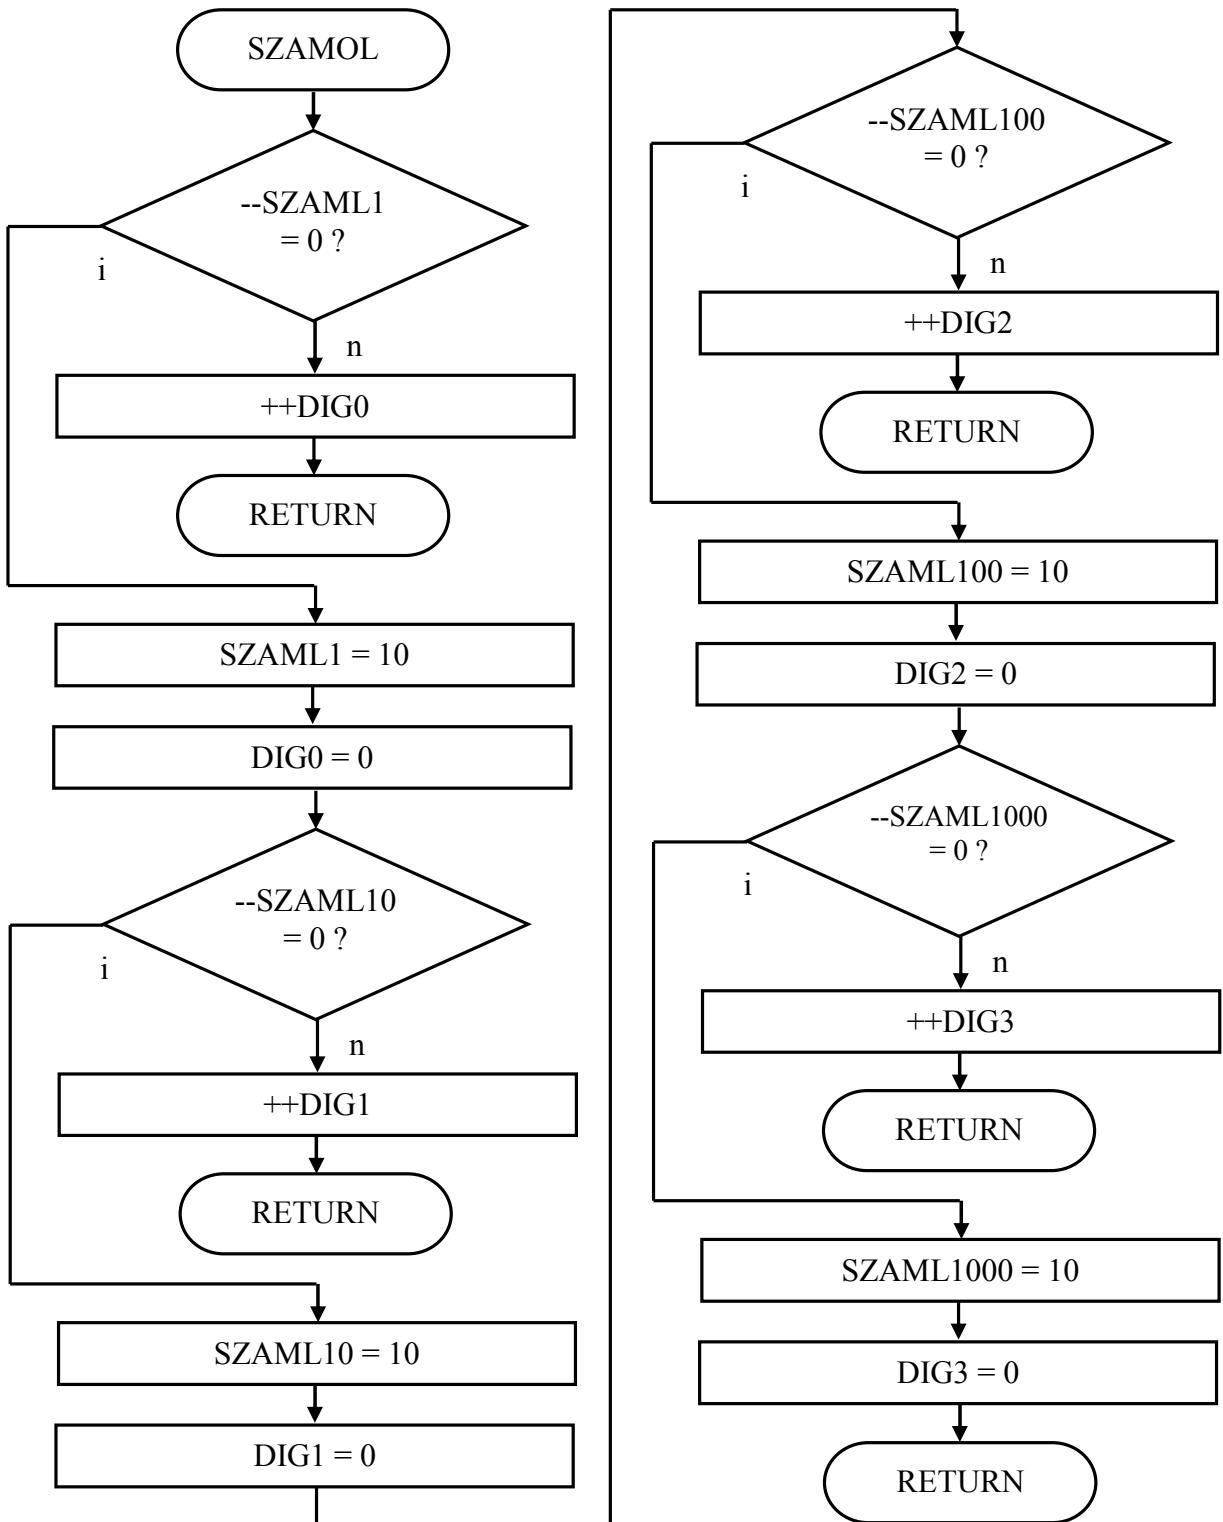 SZAMOL
--SZAML1
= 0 ?
i
n
++DIG0
RETURN
SZAML1 = 10
DIG0 = 0
--SZAML10
= 0 ?
i
n
++DIG1
RETURN
SZAML10 = 10
DIG1 = 0
--SZAML100
= 0 ?
i
n
++DIG2
RETURN
SZAML100 = 10
DIG2 = 0
--SZAML1000
= 0 ?
i
n
++DIG3
RETURN
SZAML1000 = 10
DIG3 = 0
RETURN